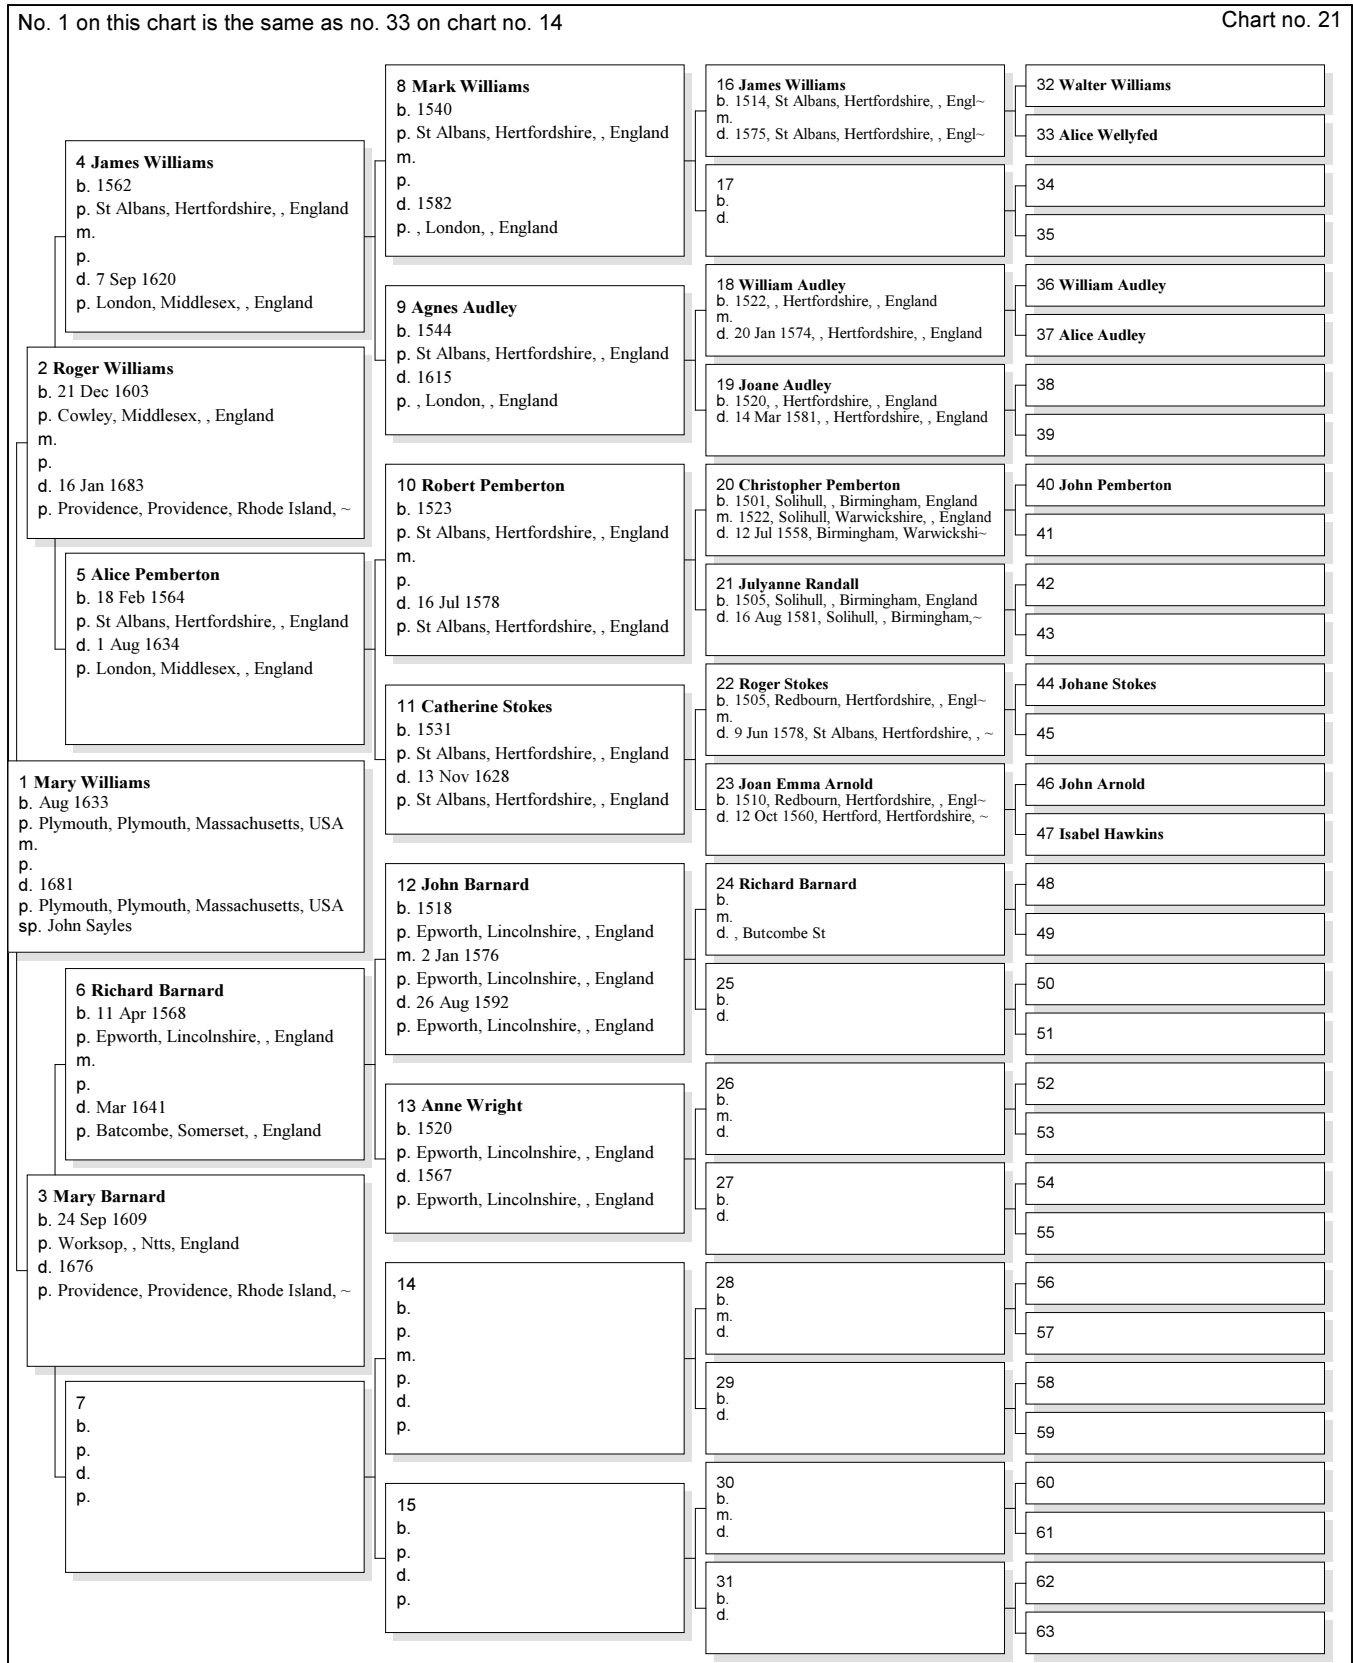 No. 1 on this chart is the same as no. 33 on chart no. 14
Chart no. 21
1 Mary Williams
b. Aug 1633
p. Plymouth, Plymouth, Massachusetts, USA
m.
p.
d. 1681
p. Plymouth, Plymouth, Massachusetts, USA
sp. John Sayles
2 Roger Williams
b. 21 Dec 1603
p. Cowley, Middlesex, , England
m.
p.
d. 16 Jan 1683
p. Providence, Providence, Rhode Island, ~
3 Mary Barnard
b. 24 Sep 1609
p. Worksop, , Ntts, England
d. 1676
p. Providence, Providence, Rhode Island, ~
4 James Williams
b. 1562
p. St Albans, Hertfordshire, , England
m.
p.
d. 7 Sep 1620
p. London, Middlesex, , England
5 Alice Pemberton
b. 18 Feb 1564
p. St Albans, Hertfordshire, , England
d. 1 Aug 1634
p. London, Middlesex, , England
6 Richard Barnard
b. 11 Apr 1568
p. Epworth, Lincolnshire, , England
m.
p.
d. Mar 1641
p. Batcombe, Somerset, , England
7
b.
p.
d.
p.
8 Mark Williams
b. 1540
p. St Albans, Hertfordshire, , England
m.
p.
d. 1582
p. , London, , England
9 Agnes Audley
b. 1544
p. St Albans, Hertfordshire, , England
d. 1615
p. , London, , England
10 Robert Pemberton
b. 1523
p. St Albans, Hertfordshire, , England
m.
p.
d. 16 Jul 1578
p. St Albans, Hertfordshire, , England
11 Catherine Stokes
b. 1531
p. St Albans, Hertfordshire, , England
d. 13 Nov 1628
p. St Albans, Hertfordshire, , England
12 John Barnard
b. 1518
p. Epworth, Lincolnshire, , England
m. 2 Jan 1576
p. Epworth, Lincolnshire, , England
d. 26 Aug 1592
p. Epworth, Lincolnshire, , England
13 Anne Wright
b. 1520
p. Epworth, Lincolnshire, , England
d. 1567
p. Epworth, Lincolnshire, , England
14
b.
p.
m.
p.
d.
p.
15
b.
p.
d.
p.
16 James Williams
b. 1514, St Albans, Hertfordshire, , Engl~
m.
d. 1575, St Albans, Hertfordshire, , Engl~
17
b.
d.
18 William Audley
b. 1522, , Hertfordshire, , England
m.
d. 20 Jan 1574, , Hertfordshire, , England
19 Joane Audley
b. 1520, , Hertfordshire, , England
d. 14 Mar 1581, , Hertfordshire, , England
20 Christopher Pemberton
b. 1501, Solihull, , Birmingham, England
m. 1522, Solihull, Warwickshire, , England
d. 12 Jul 1558, Birmingham, Warwickshi~
21 Julyanne Randall
b. 1505, Solihull, , Birmingham, England
d. 16 Aug 1581, Solihull, , Birmingham,~
22 Roger Stokes
b. 1505, Redbourn, Hertfordshire, , Engl~
m.
d. 9 Jun 1578, St Albans, Hertfordshire, , ~
23 Joan Emma Arnold
b. 1510, Redbourn, Hertfordshire, , Engl~
d. 12 Oct 1560, Hertford, Hertfordshire, ~
24 Richard Barnard
b.
m.
d. , Butcombe St
25
b.
d.
26
b.
m.
d.
27
b.
d.
28
b.
m.
d.
29
b.
d.
30
b.
m.
d.
31
b.
d.
32 Walter Williams
33 Alice Wellyfed
34
35
36 William Audley
37 Alice Audley
38
39
40 John Pemberton
41
42
43
44 Johane Stokes
45
46 John Arnold
47 Isabel Hawkins
48
49
50
51
52
53
54
55
56
57
58
59
60
61
62
63